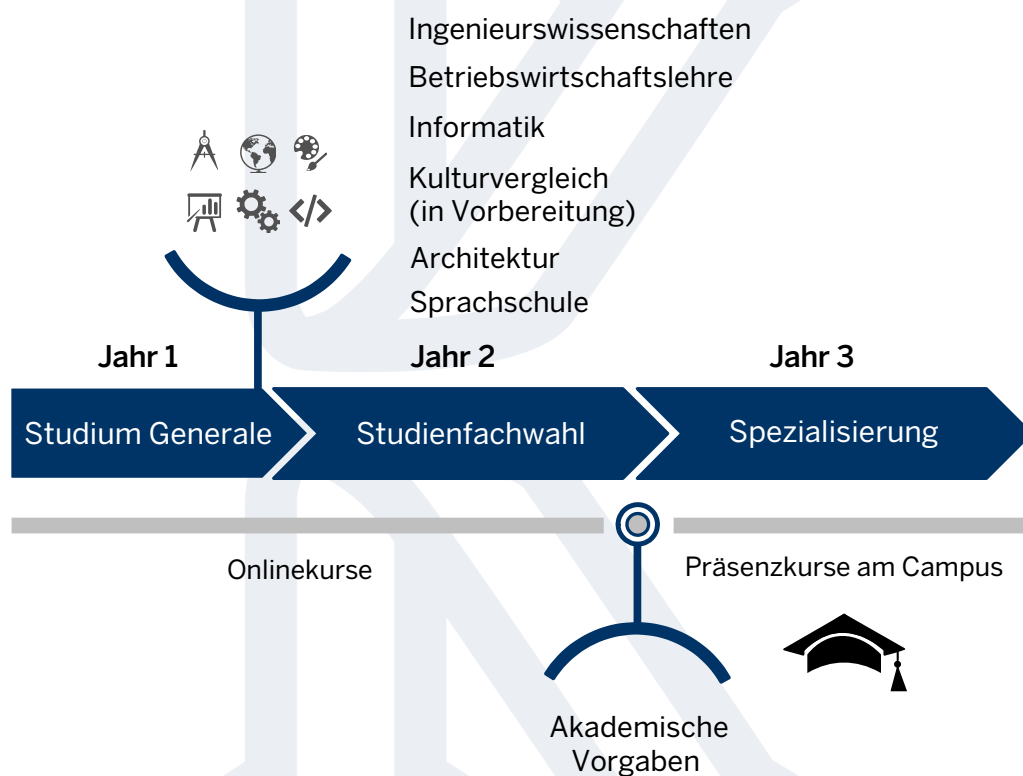 Ingenieurswissenschaften
Betriebswirtschaftslehre
Informatik
Kulturvergleich
(in Vorbereitung)
Architektur
Sprachschule
Jahr 1
Jahr 2
Jahr 3
Studium Generale
Studienfachwahl
Spezialisierung
Onlinekurse
Präsenzkurse am Campus
Akademische
Vorgaben